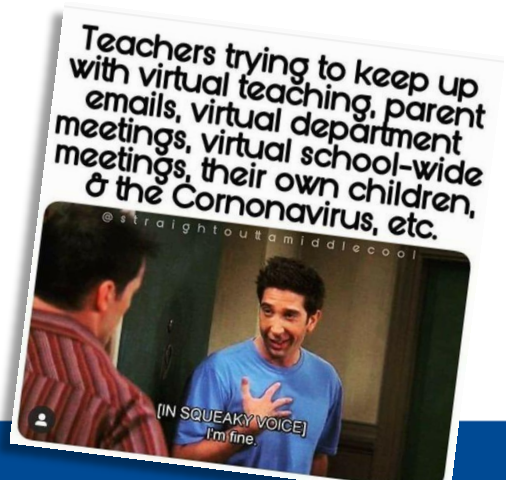 Teachers trying to keep up
with virtual teaching, parent
emails, virtual department
meetings, virtual school-wide
meetings, their own children,
& the Cornonavirus, etc.
@straightouttamiddlecool
[IN SQUEAKY VOICE]
I'm fine.